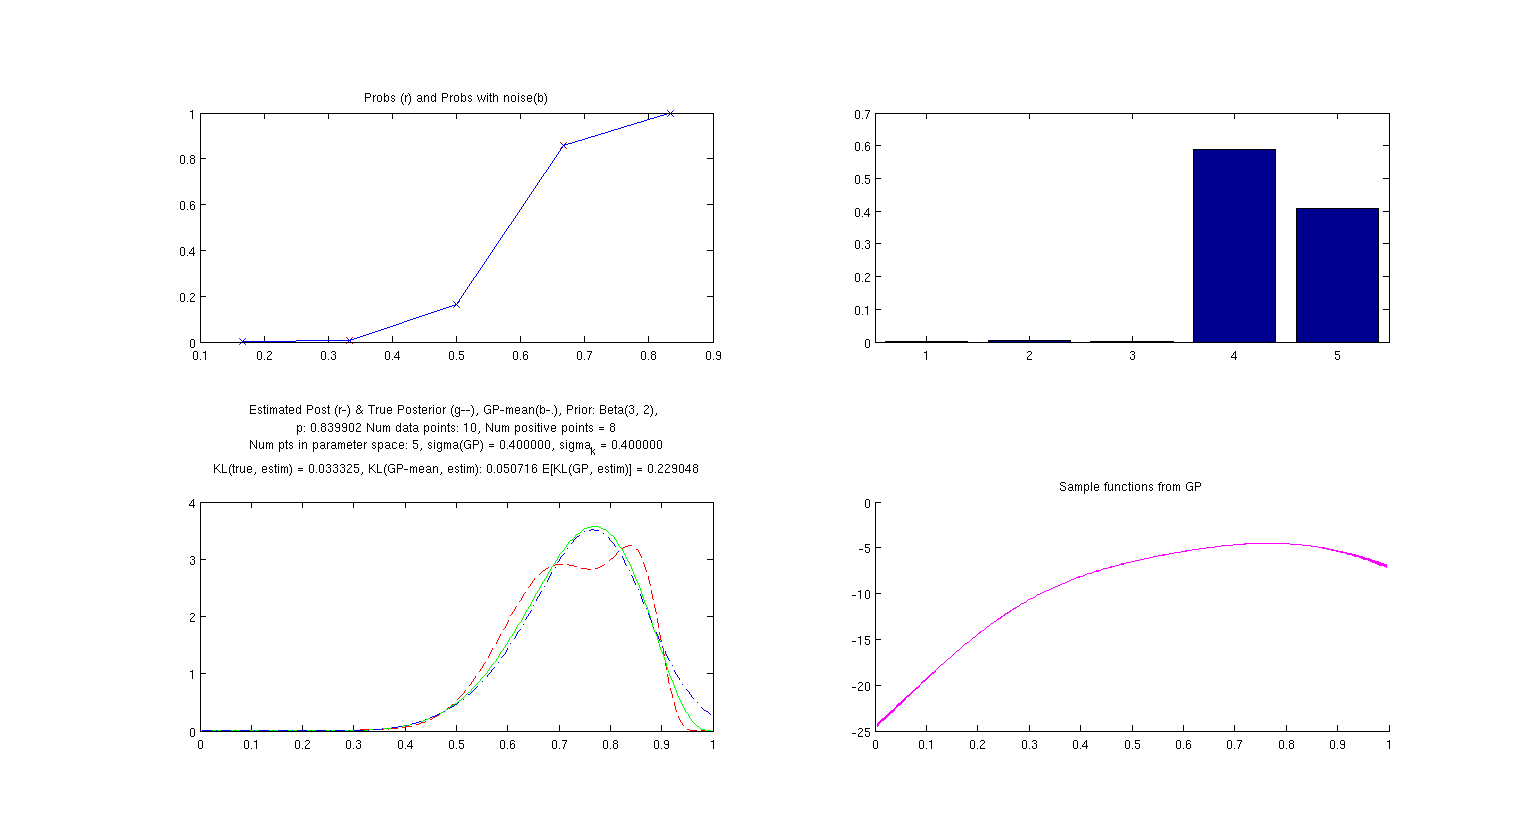 Probs (r) and Probs with noise(b)
1
0.8
0.6
0.4
0.2
0
0.1 0.2 0.3 0.4 0.5 0.6 0.7 0.8 0.9
0.7
0.6
0.5
0.4
0.3
0.2
0.1
0
1 2 3 4 5
Estimated Post (r-) & True Posterior (g--), GP-mean(b-.), Prior: Beta(3, 2),
p: 0.839902 Num data points: 10, Num positive points = 8
Num pts in parameter space: 5, sigma(GP) = 0.400000, sigmak = 0.400000
KL(true, estim) = 0.033325, KL(GP-mean, estim): 0.050716 E[KL(GP, estim)] = 0.229048
4
3
2
1
0
0 0.1 0.2 0.3 0.4 0.5 0.6 0.7 0.8 0.9 1
Sample functions from GP
0
-5
-10
-15
-20
-25
0 0.1 0.2 0.3 0.4 0.5 0.6 0.7 0.8 0.9 1